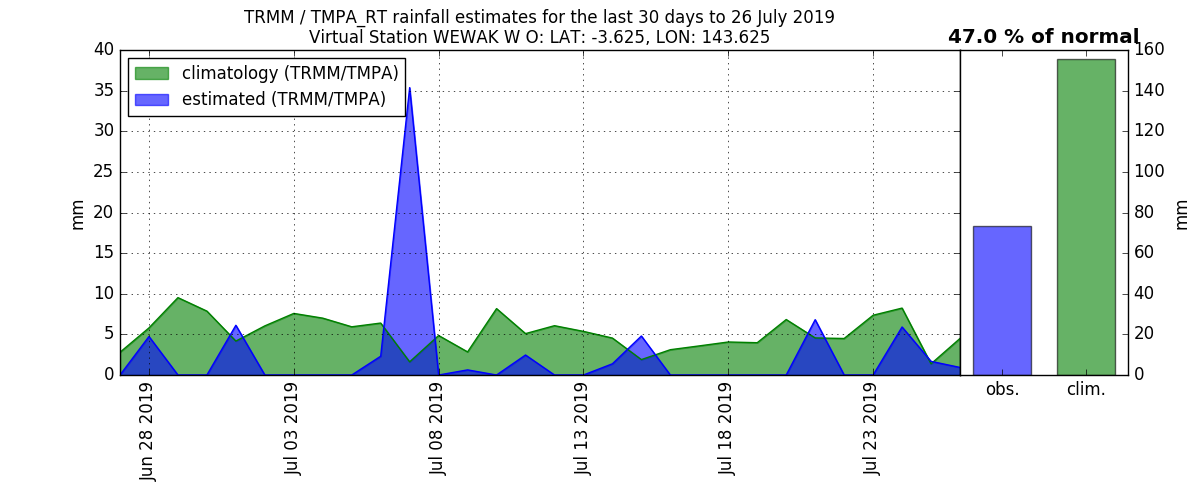 TRMM / TMPA_RT rainfall estimates for the last 30 days to 26 July 2019
Virtual Station WEWAK W O: LAT: -3.625, LON: 143.625
47.0 % of normal
climatology (TRMM/TMPA)
estimated (TRMM/TMPA)
40
35
30
25
20
15
10
5
0
mm
Jun 28 2019
Jul 03 2019
Jul 08 2019
Jul 13 2019
Jul 18 2019
Jul 23 2019
obs.
clim.
160
140
120
100
80
60
40
20
0
mm